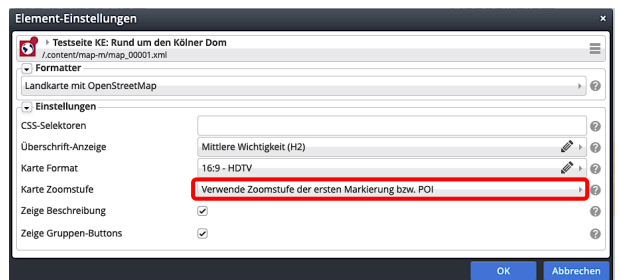 Element-Einstellungen ×
Testseite KE: Rund um den Kölner Dom
/.content/map-m/map_00001.xml
Formatter
Landkarte mit OpenStreetMap
Einstellungen
CSS-Selektoren
Überschrift-Anzeige Mittlere Wichtigkeit (H2)
Karte Format 16:9 - HDTV
Karte Zoomstufe Verwende Zoomstufe der ersten Markierung bzw. POI
Zeige Beschreibung
Zeige Gruppen-Buttons
OK Abbrechen